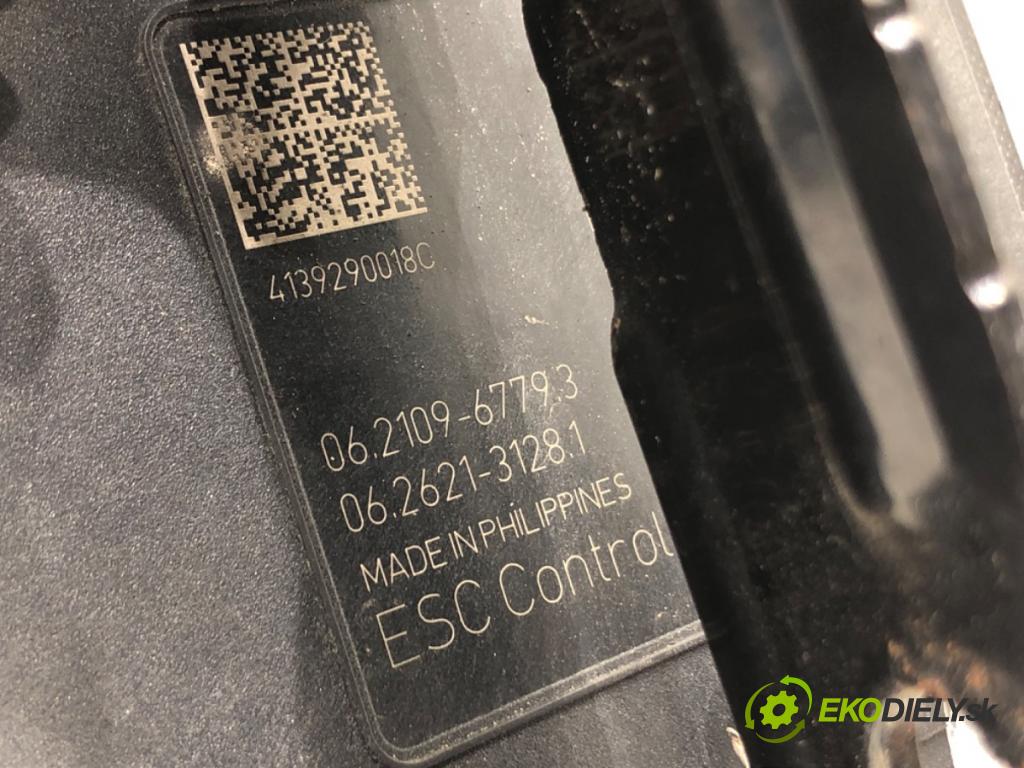 4139290018C
06.2109-6779.3
06.2621-3128.1
MADE IN PHILIPPINES
ESC Control
EKODIELY.sk